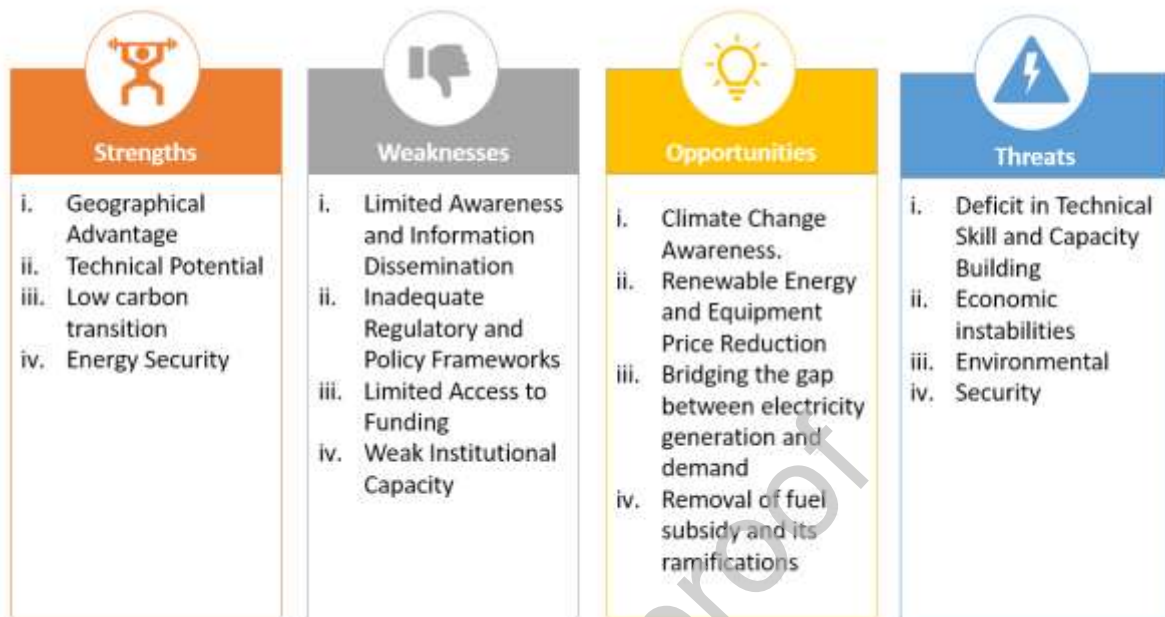 Strengths
i. Geographical
Advantage
ii. Technical Potential
iii. Low carbon
transition
iv. Energy Security
Weaknesses
i. Limited Awareness
and Information
Dissemination
ii. Inadequate
Regulatory and
Policy Frameworks
iii. Limited Access to
Funding
iv. Weak Institutional
Capacity
Opportunities
i. Climate Change
Awareness.
ii. Renewable Energy
and Equipment
Price Reduction
iii. Bridging the gap
between electricity
generation and
demand
iv. Removal of fuel
subsidy and its
ramifications
Threats
i. Deficit in Technical
Skill and Capacity
Building
ii. Economic
instabilities
iii. Environmental
iv. Security
proof